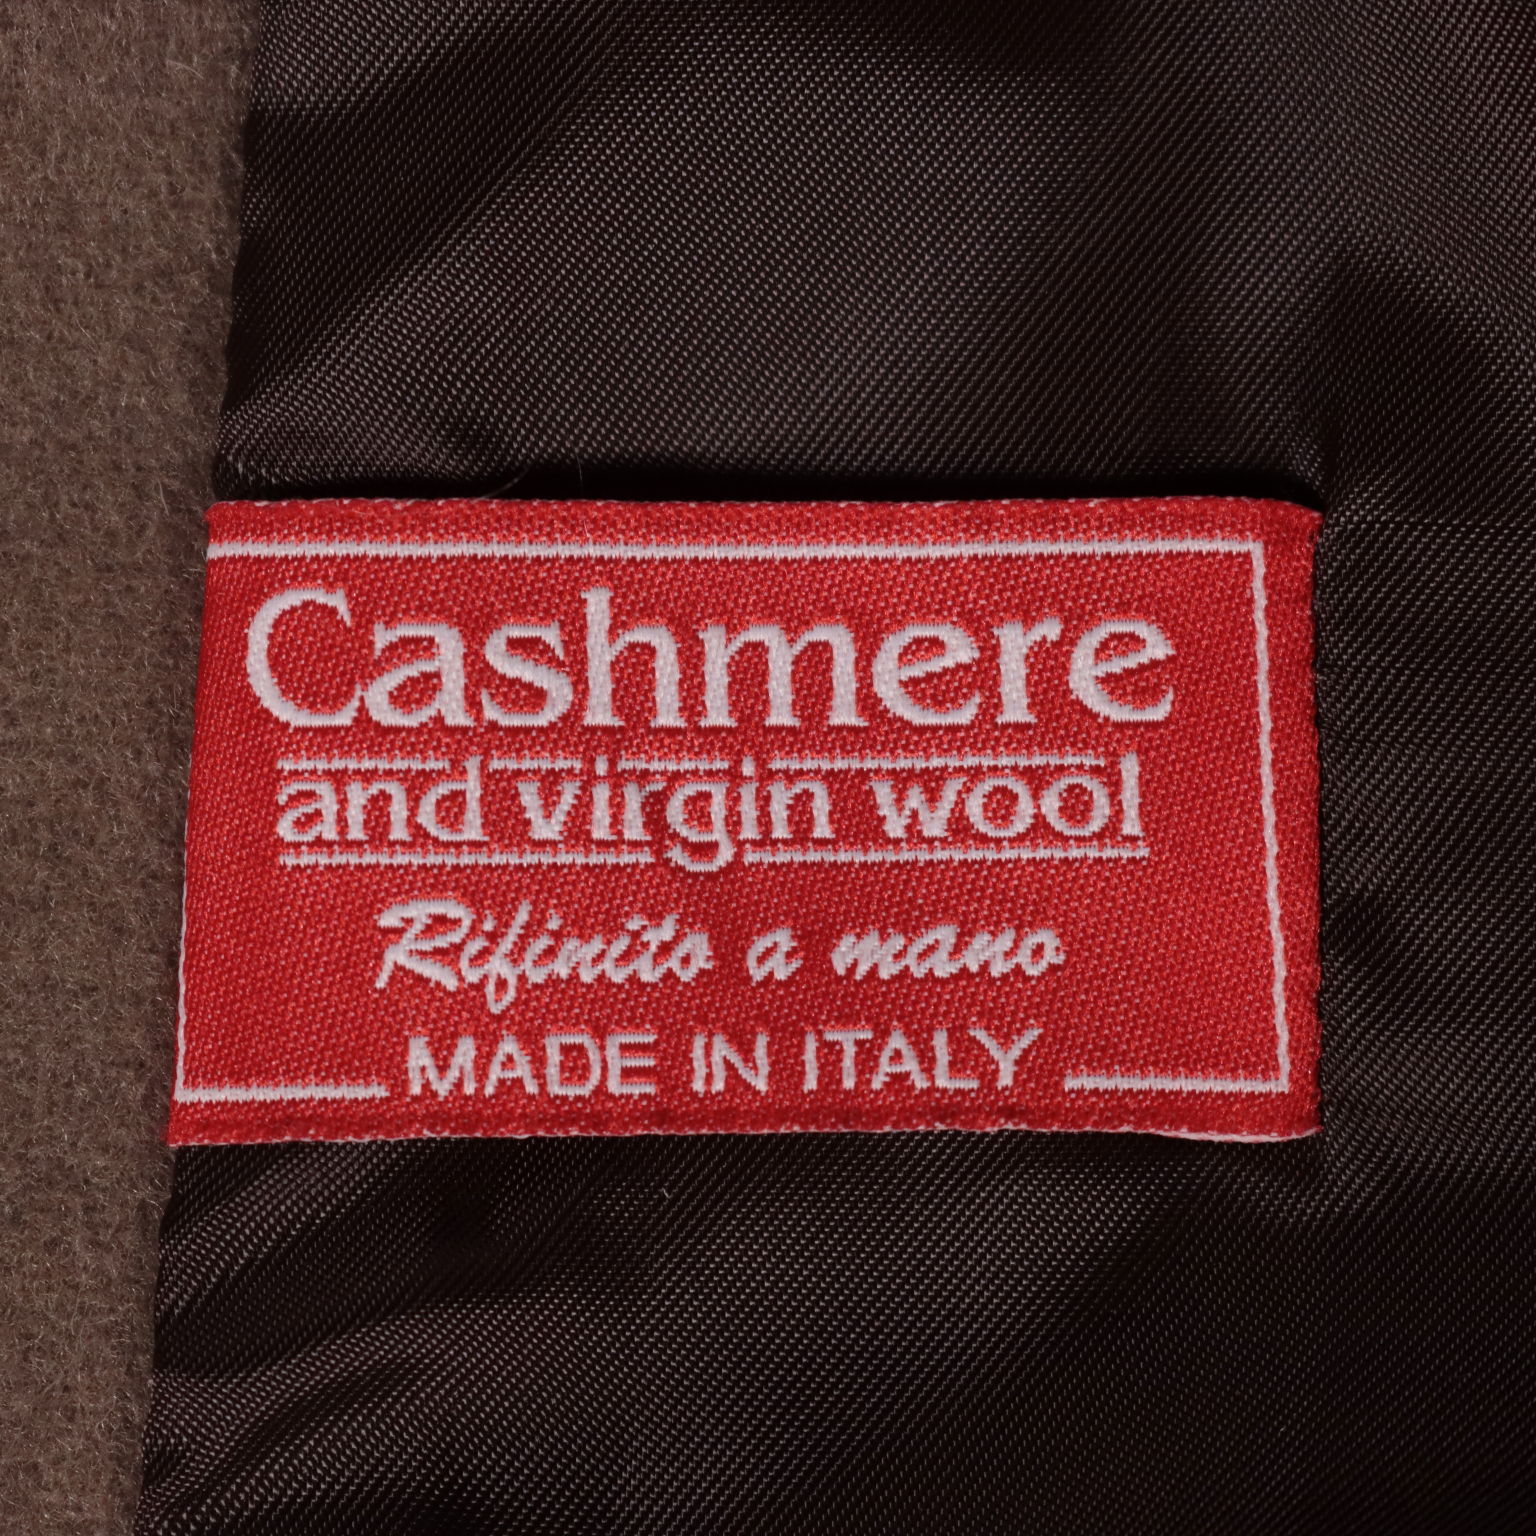 Cashmere
and virgin wool
Rifinito a mano
MADE IN ITALY